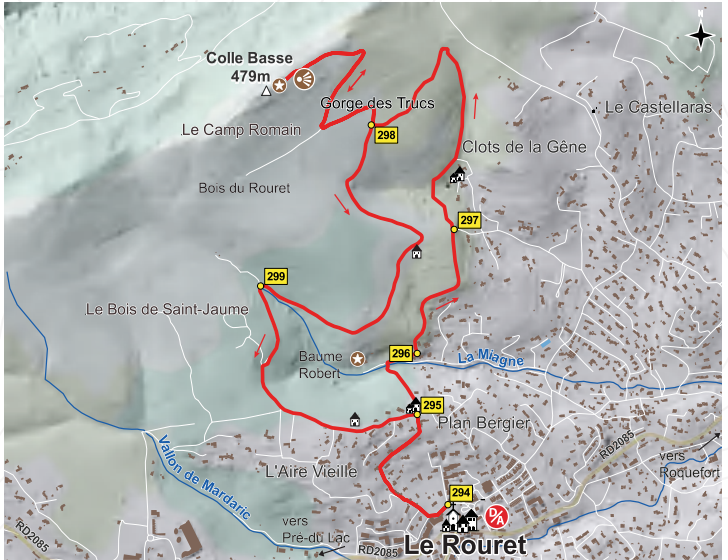 N
Colle Basse
479m
Gorge des Trucs
Le Castellaras
Le Camp Romain
298
Clots de la Gêne
Bois du Rouret
297
299
Le Bois de Saint-Jaume
Baume
Robert
296
La Miagne
295
Plan Bergier
RD2085
Vallon de Mardaric
L'Aire Vieille
vers
Roquefort
294
D/A
vers
Pré-du Lac
RD2085
RD2085
Le Rouret